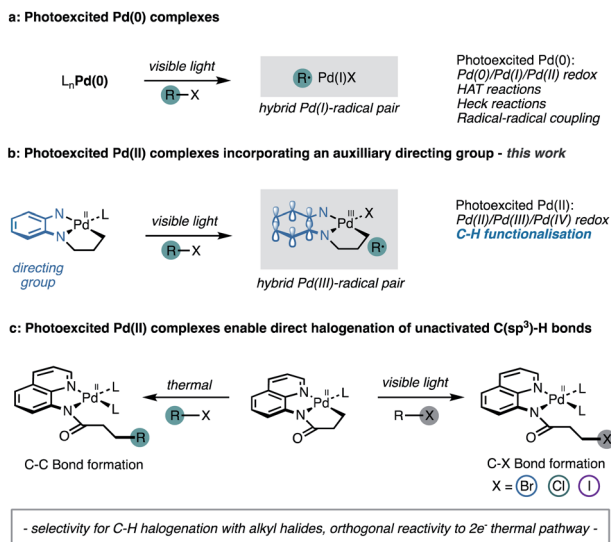 a: Photoexcited Pd(0) complexes
LnPd(0)
visible light
R—X
R• Pd(I)X
hybrid Pd(I)-radical pair
Photoexcited Pd(0):
Pd(0)/Pd(I)/Pd(II) redox
HAT reactions
Heck reactions
Radical-radical coupling
b: Photoexcited Pd(II) complexes incorporating an auxilliary directing group - this work
N
N
II
Pd
L
directing
group
visible light
R—X
N
N
III
Pd
X
R•
hybrid Pd(III)-radical pair
Photoexcited Pd(II):
Pd(II)/Pd(III)/Pd(IV) redox
C-H functionalisation
c: Photoexcited Pd(II) complexes enable direct halogenation of unactivated C(sp3)-H bonds
N
N
II
Pd
L
L
O
R
C-C Bond formation
thermal
R—X
N
N
II
Pd
L
O
visible light
R—X
N
N
II
Pd
L
L
O
X
C-X Bond formation
X = Br Cl I
- selectivity for C-H halogenation with alkyl halides, orthogonal reactivity to 2e- thermal pathway -